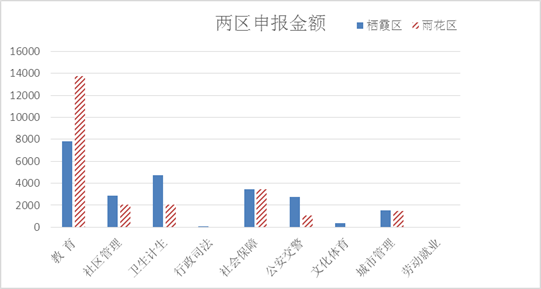 两区申报金额
栖霞区 雨花区
16000
14000
12000
10000
8000
6000
4000
2000
0
教 育
社区管理
卫生计生
行政司法
社会保障
公安交警
文化体育
城市管理
劳动就业